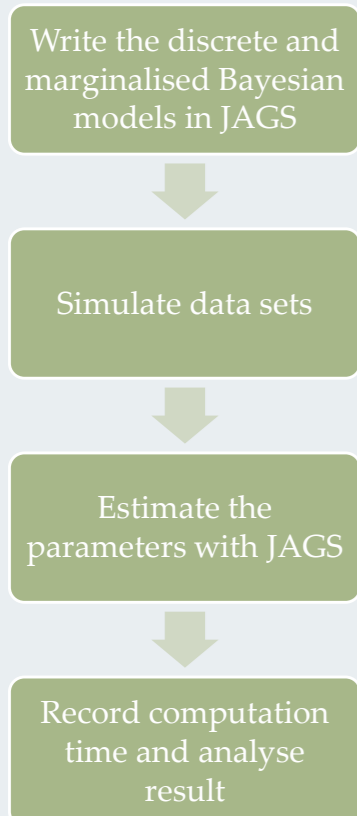 Write the discrete and
marginalised Bayesian
models in JAGS
Simulate data sets
Estimate the
parameters with JAGS
Record computation
time and analyse
result